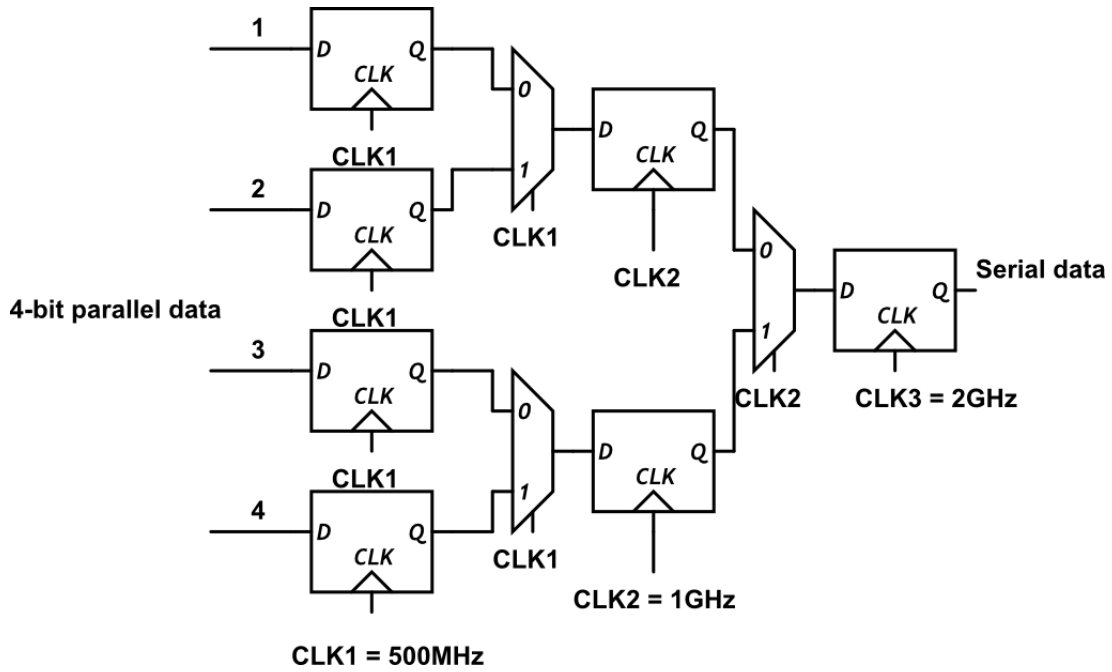 1
D Q
CLK
CLK1
0
1
CLK1
2
D Q
CLK
CLK1
D Q
CLK
CLK2
4-bit parallel data
3
D Q
CLK
CLK1
0
1
CLK1
4
D Q
CLK
CLK1 = 500MHz
D Q
CLK
CLK2 = 1GHz
0
1
CLK2
D Q
CLK
CLK3 = 2GHz
Serial data